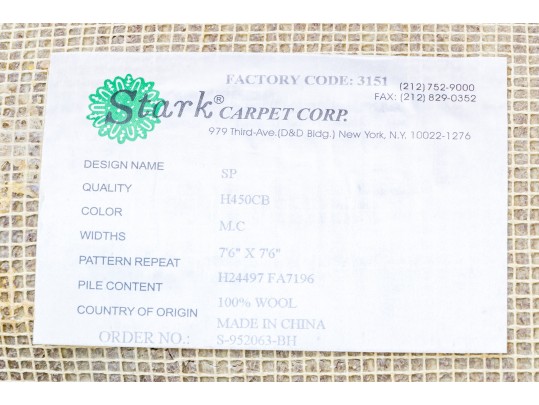 FACTORY CODE: 3151
(212) 752-9000
FAX: (212) 829-0352
Stark® CARPET CORP.
979 Third-Ave.(D&D Bldg.) New York, N.Y. 10022-1276
DESIGN NAME SP
QUALITY H450CB
COLOR M.C
WIDTHS 7'6" X 7'6"
PATTERN REPEAT H24497 FA7196
PILE CONTENT 100% WOOL
COUNTRY OF ORIGIN MADE IN CHINA
ORDER NO.: S-952063-BH